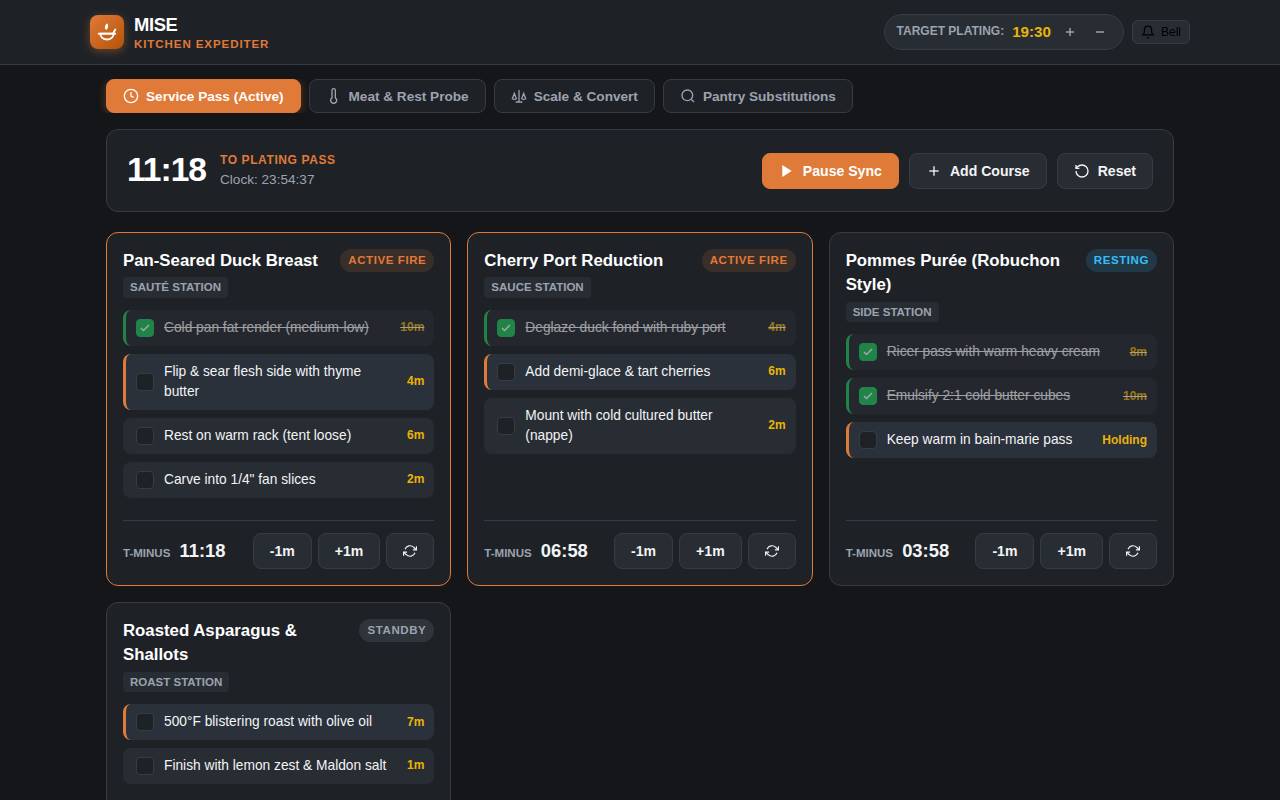 MISE
KITCHEN EXPEDITER
TARGET PLATING: 19:30 + −
Bell
Service Pass (Active)
Meat & Rest Probe
Scale & Convert
Pantry Substitutions
11:18
TO PLATING PASS
Clock: 23:54:37
Pause Sync
Add Course
Reset
Pan-Seared Duck Breast
ACTIVE FIRE
SAUTÉ STATION
Cold pan fat render (medium-low) 10m
Flip & sear flesh side with thyme
butter
4m
Rest on warm rack (tent loose) 6m
Carve into 1/4" fan slices 2m
T-MINUS 11:18
-1m
+1m
Cherry Port Reduction
ACTIVE FIRE
SAUCE STATION
Deglaze duck fond with ruby port 4m
Add demi-glace & tart cherries 6m
Mount with cold cultured butter
(nappe)
2m
T-MINUS 06:58
-1m
+1m
Pommes Purée (Robuchon
Style)
RESTING
SIDE STATION
Ricer pass with warm heavy cream 8m
Emulsify 2:1 cold butter cubes 10m
Keep warm in bain-marie pass Holding
T-MINUS 03:58
-1m
+1m
Roasted Asparagus &
Shallots
STANDBY
ROAST STATION
500°F blistering roast with olive oil 7m
Finish with lemon zest & Maldon salt 1m